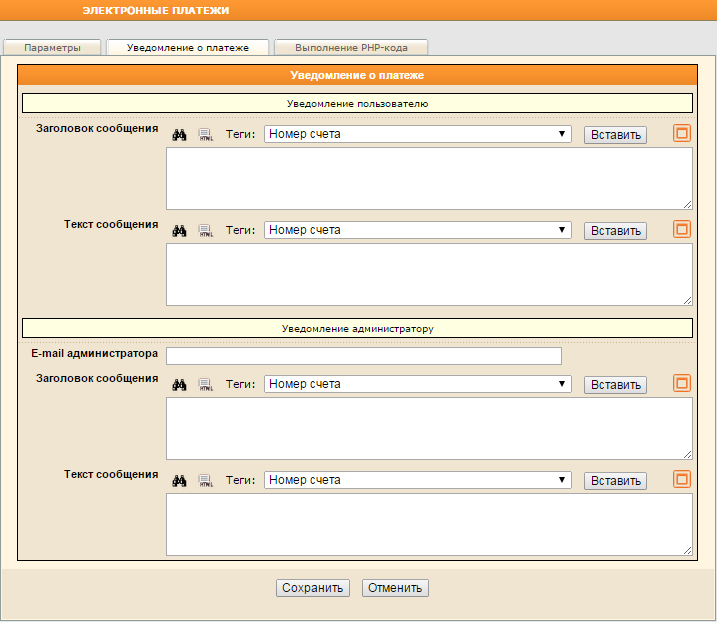 ЭЛЕКТРОННЫЕ ПЛАТЕЖИ
Параметры Уведомление о платеже Выполнение PHP-кода
Уведомление о платеже
Уведомление пользователю
Заголовок сообщения HTML Теги: Номер счета Вставить
Текст сообщения HTML Теги: Номер счета Вставить
Уведомление администратору
E-mail администратора
Заголовок сообщения HTML Теги: Номер счета Вставить
Текст сообщения HTML Теги: Номер счета Вставить
Сохранить Отменить